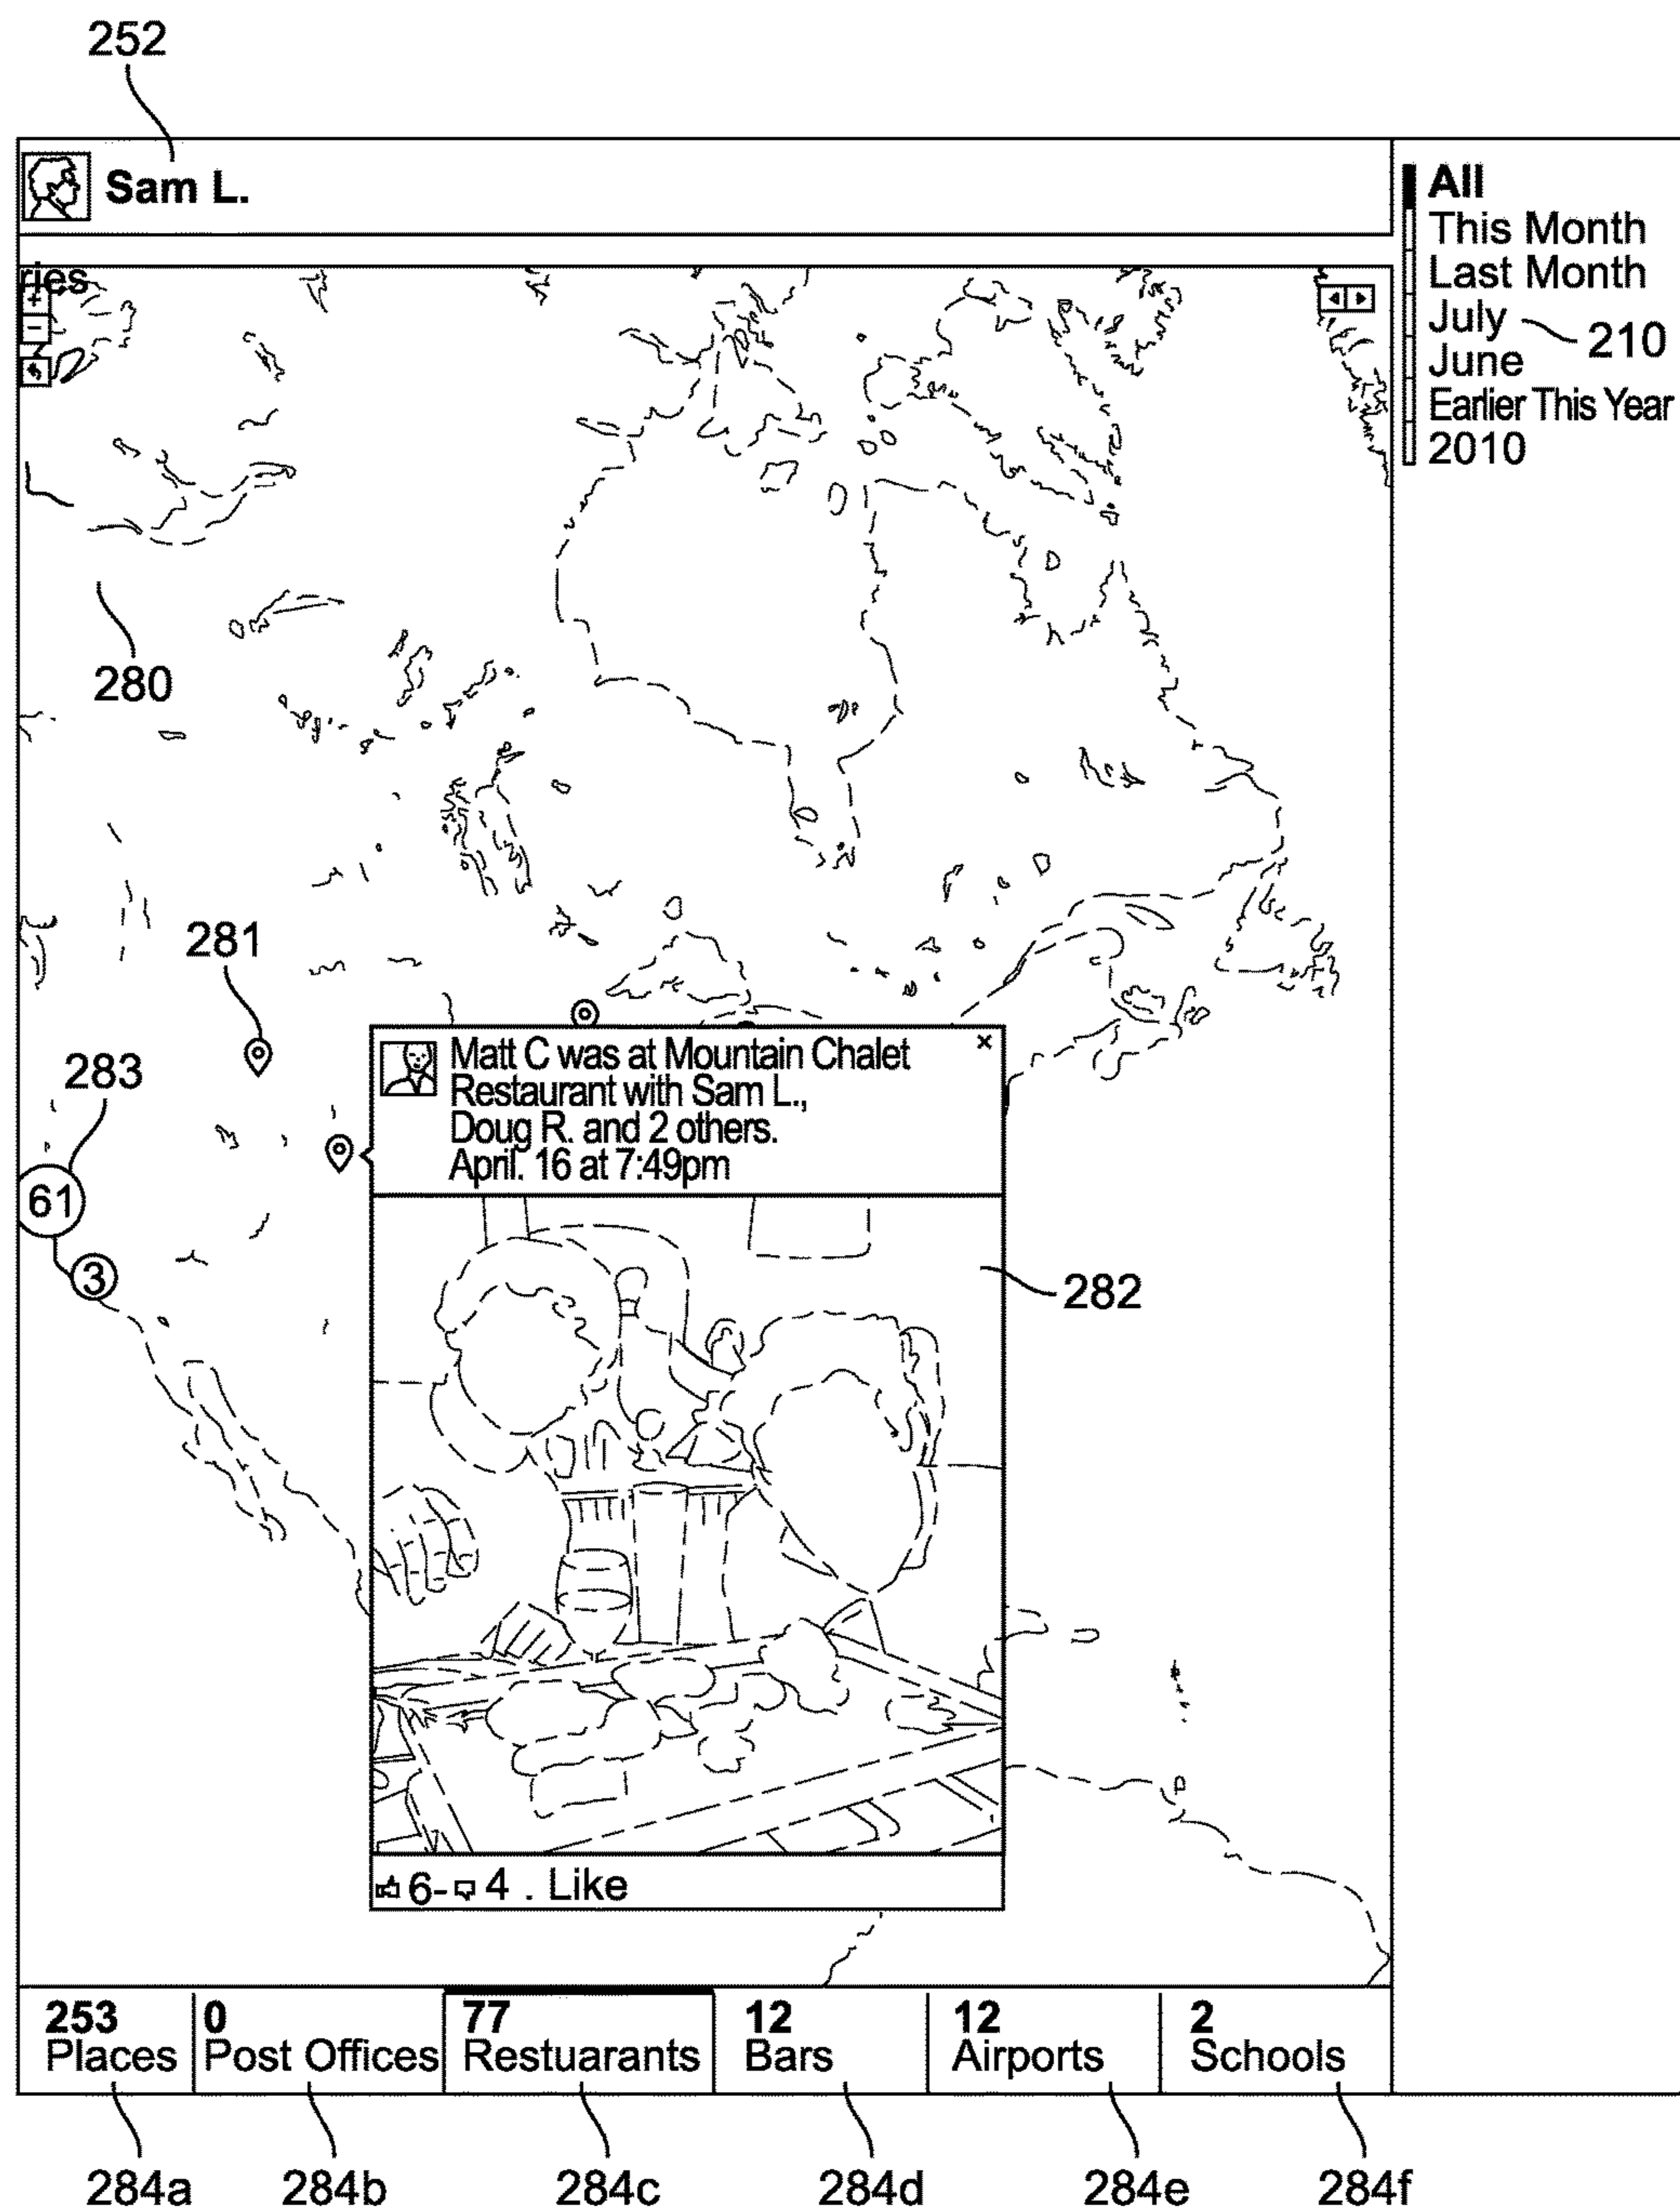 252
Sam L.
All
This Month
Last Month
July
210
June
Earlier This Year
2010
ries
+
-
280
281
283
61
3
Matt C was at Mountain Chalet
Restaurant with Sam L.,
Doug R. and 2 others.
April. 16 at 7:49pm
×
282
6- 4 . Like
253
Places
0
Post Offices
77
Restuarants
12
Bars
12
Airports
2
Schools
284a
284b
284c
284d
284e
284f